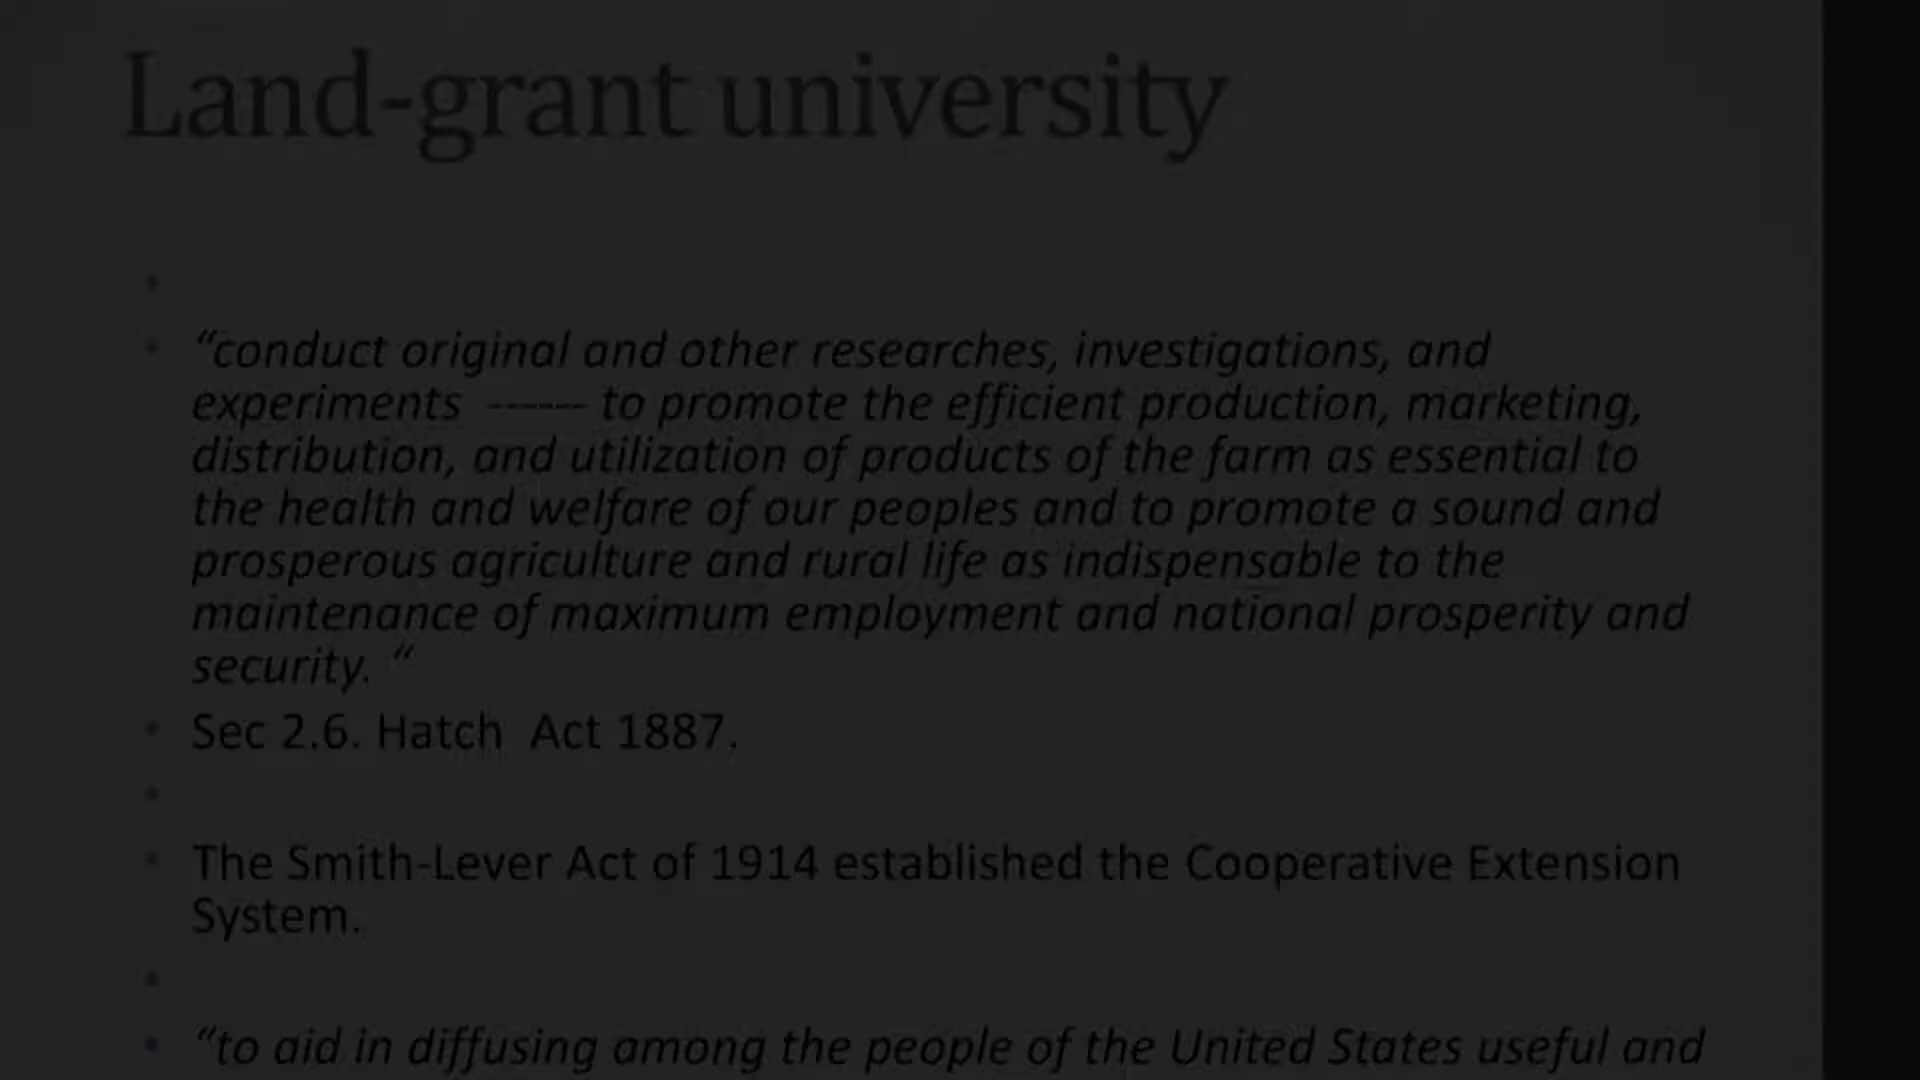 Land-grant university
“conduct original and other researches, investigations, and
experiments ------ to promote the efficient production, marketing,
distribution, and utilization of products of the farm as essential to
the health and welfare of our peoples and to promote a sound and
prosperous agriculture and rural life as indispensable to the
maintenance of maximum employment and national prosperity and
security. “
Sec 2.6. Hatch  Act 1887.
The Smith-Lever Act of 1914 established the Cooperative Extension
System.
“to aid in diffusing among the people of the United States useful and